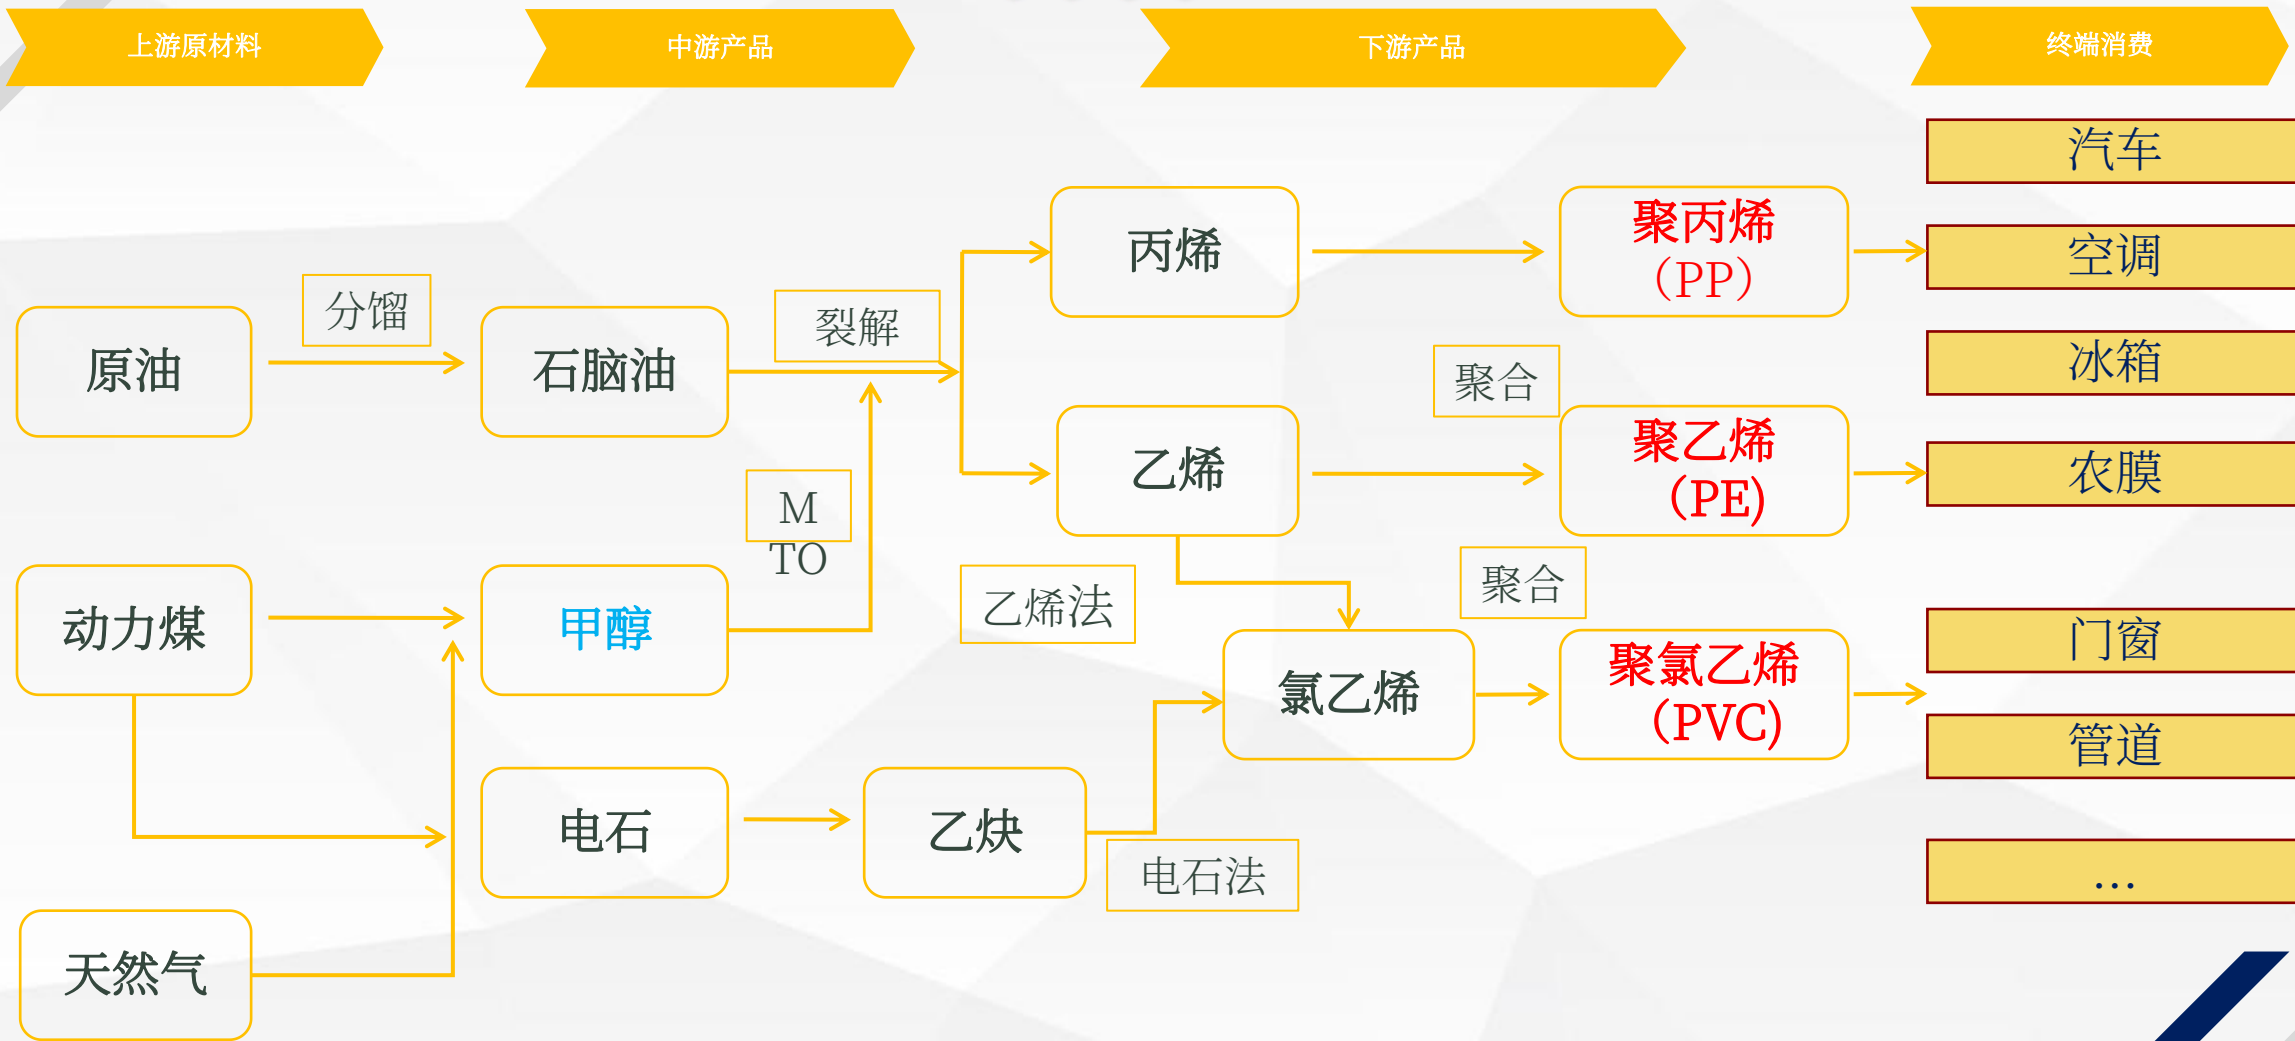 上游原材料
中游产品
下游产品
终端消费
汽车
空调
冰箱
农膜
门窗
管道
...
原油
分馏
石脑油
裂解
丙烯
聚丙烯
（PP）
乙烯
聚合
聚乙烯
（PE)
动力煤
甲醇
M
TO
乙烯法
氯乙烯
聚合
聚氯乙烯
（PVC)
电石
乙炔
电石法
天然气